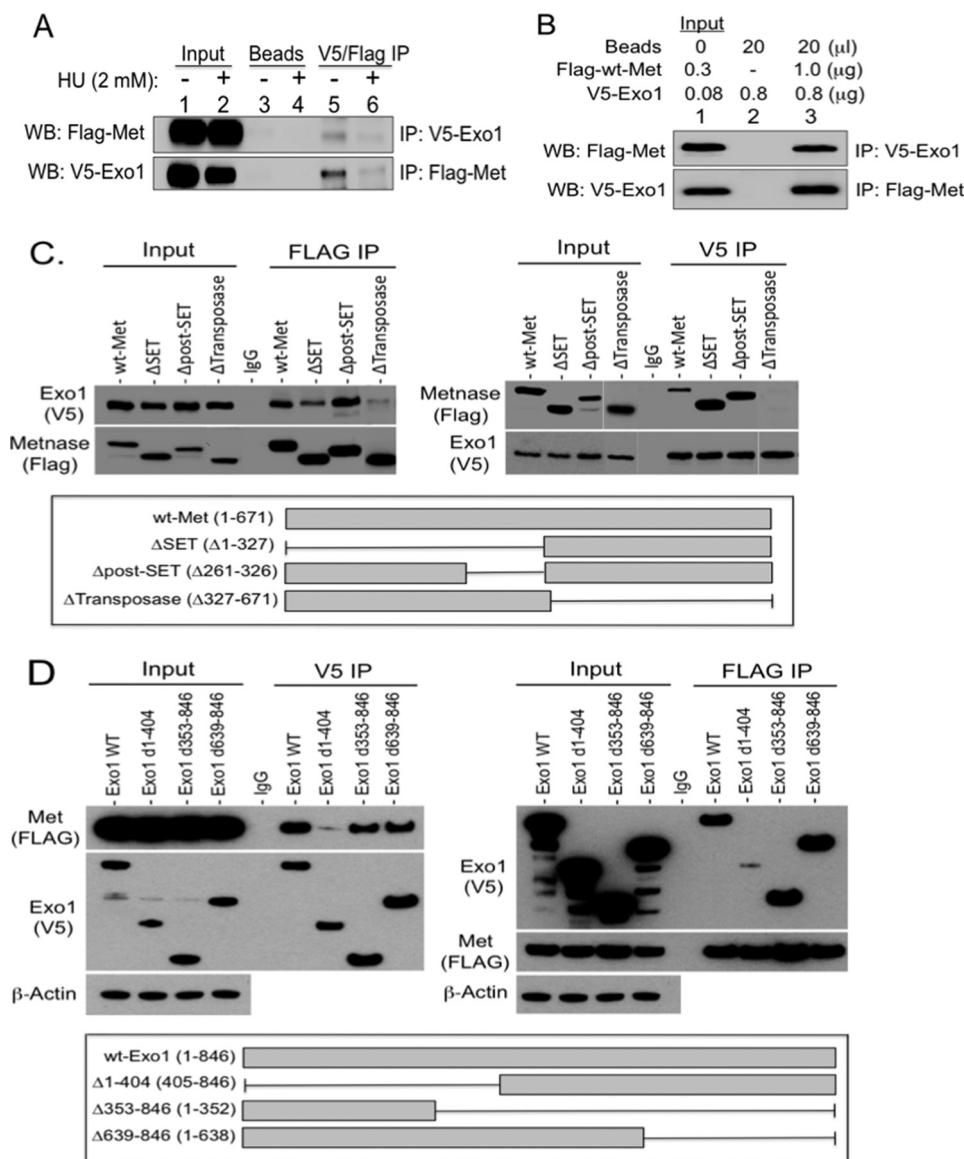 A
Input Beads V5/Flag IP
HU (2 mM): - + - + - +
1 2 3 4 5 6
WB: Flag-Met IP: V5-Exo1
WB: V5-Exo1 IP: Flag-Met
B
Input
Beads 0 20 20 (μl)
Flag-wt-Met 0.3 - 1.0 (μg)
V5-Exo1 0.08 0.8 0.8 (μg)
1 2 3
WB: Flag-Met IP: V5-Exo1
WB: V5-Exo1 IP: Flag-Met
C.
Input FLAG IP
- wt-Met - ΔSET - Δpost-SET - ΔTransposase - IgG - wt-Met - ΔSET - Δpost-SET - ΔTransposase
Exo1
(V5)
Metnase
(Flag)
Input V5 IP
- wt-Met - ΔSET - Δpost-SET - ΔTransposase - IgG - wt-Met - ΔSET - Δpost-SET - ΔTransposase
Metnase
(Flag)
Exo1
(V5)
wt-Met (1-671)
ΔSET (Δ1-327)
Δpost-SET (Δ261-326)
ΔTransposase (Δ327-671)
D
Input V5 IP
- Exo1 WT - Exo1 d1-404 - Exo1 d353-846 - Exo1 d639-846 - IgG - Exo1 WT - Exo1 d1-404 - Exo1 d353-846 - Exo1 d639-846
Met
(FLAG)
Exo1
(V5)
β-Actin
Input FLAG IP
- Exo1 WT - Exo1 d1-404 - Exo1 d353-846 - Exo1 d639-846 - IgG - Exo1 WT - Exo1 d1-404 - Exo1 d353-846 - Exo1 d639-846
Exo1
(V5)
Met
(FLAG)
β-Actin
wt-Exo1 (1-846)
Δ1-404 (405-846)
Δ353-846 (1-352)
Δ639-846 (1-638)